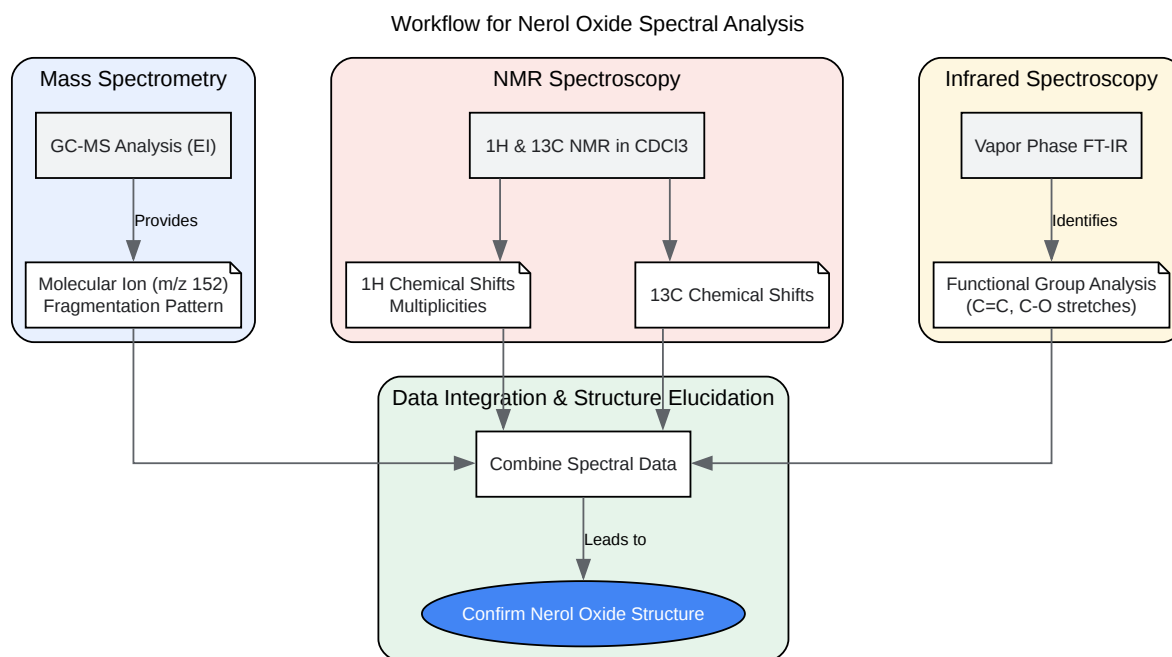 Workflow for Nerol Oxide Spectral Analysis
Mass Spectrometry
GC-MS Analysis (EI)
Provides
Molecular Ion (m/z 152)
Fragmentation Pattern
NMR Spectroscopy
1H & 13C NMR in CDCl3
1H Chemical Shifts
Multiplicities
13C Chemical Shifts
Infrared Spectroscopy
Vapor Phase FT-IR
Identifies
Functional Group Analysis
(C=C, C-O stretches)
Data Integration & Structure Elucidation
Combine Spectral Data
Leads to
Confirm Nerol Oxide Structure